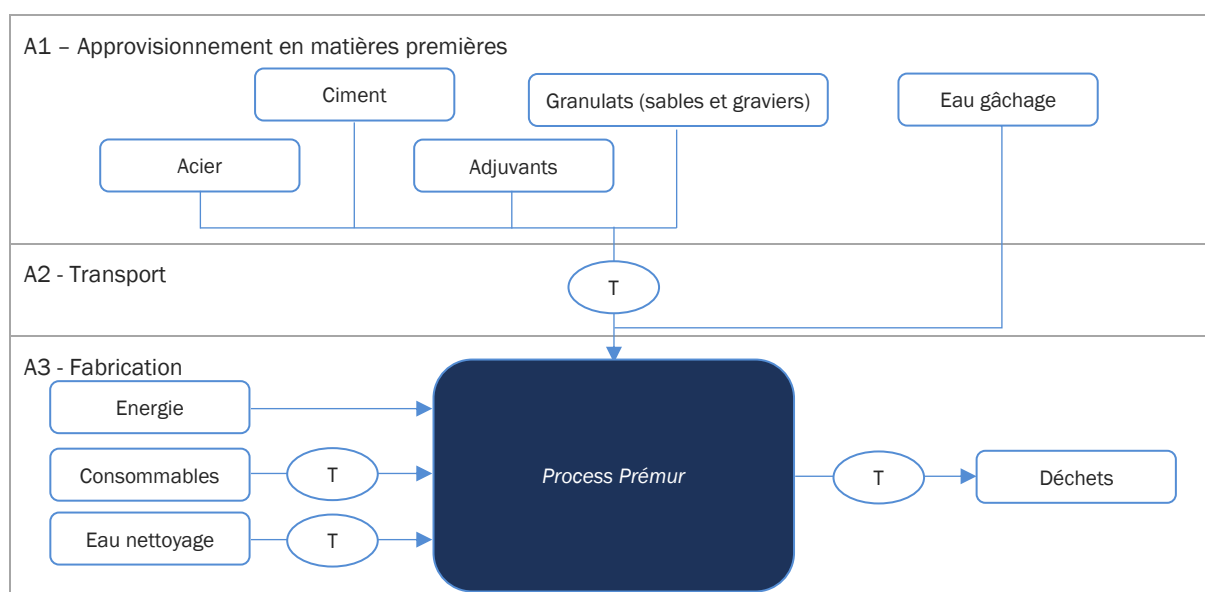 A1 – Approvisionnement en matières premières
Ciment
Granulats (sables et graviers)
Eau gâchage
Acier
Adjuvants
A2 - Transport
T
A3 - Fabrication
Energie
Consommables
T
Process Prémur
T
Déchets
Eau nettoyage
T